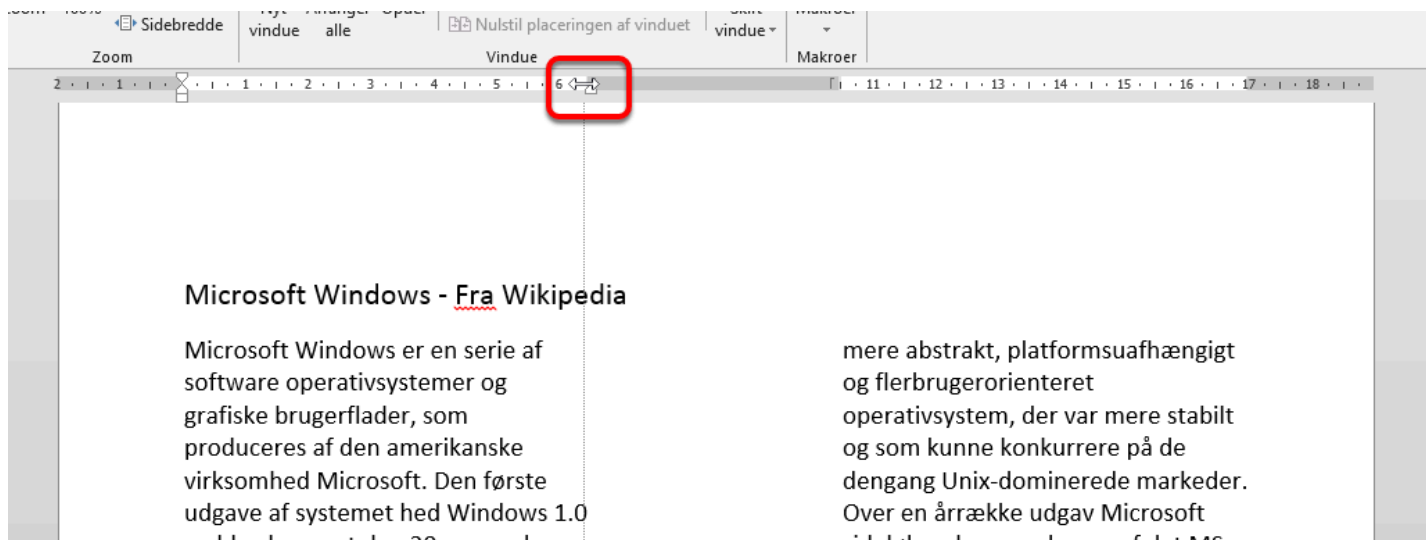 Sidebredde
vindue alle
Nulstil placeringen af vinduet
vindue
Zoom
Vindue
Makroer
2 1 1 2 3 4 5 6 11 12 13 14 15 16 17 18
Microsoft Windows - Fra Wikipedia
Microsoft Windows er en serie af
software operativsystemer og
grafiske brugerflader, som
produceres af den amerikanske
virksomhed Microsoft. Den første
udgave af systemet hed Windows 1.0
mere abstrakt, platformsuafhængigt
og flerbrugerorienteret
operativsystem, der var mere stabilt
og som kunne konkurrere på de
dengang Unix-dominerede markeder.
Over en årrække udgav Microsoft